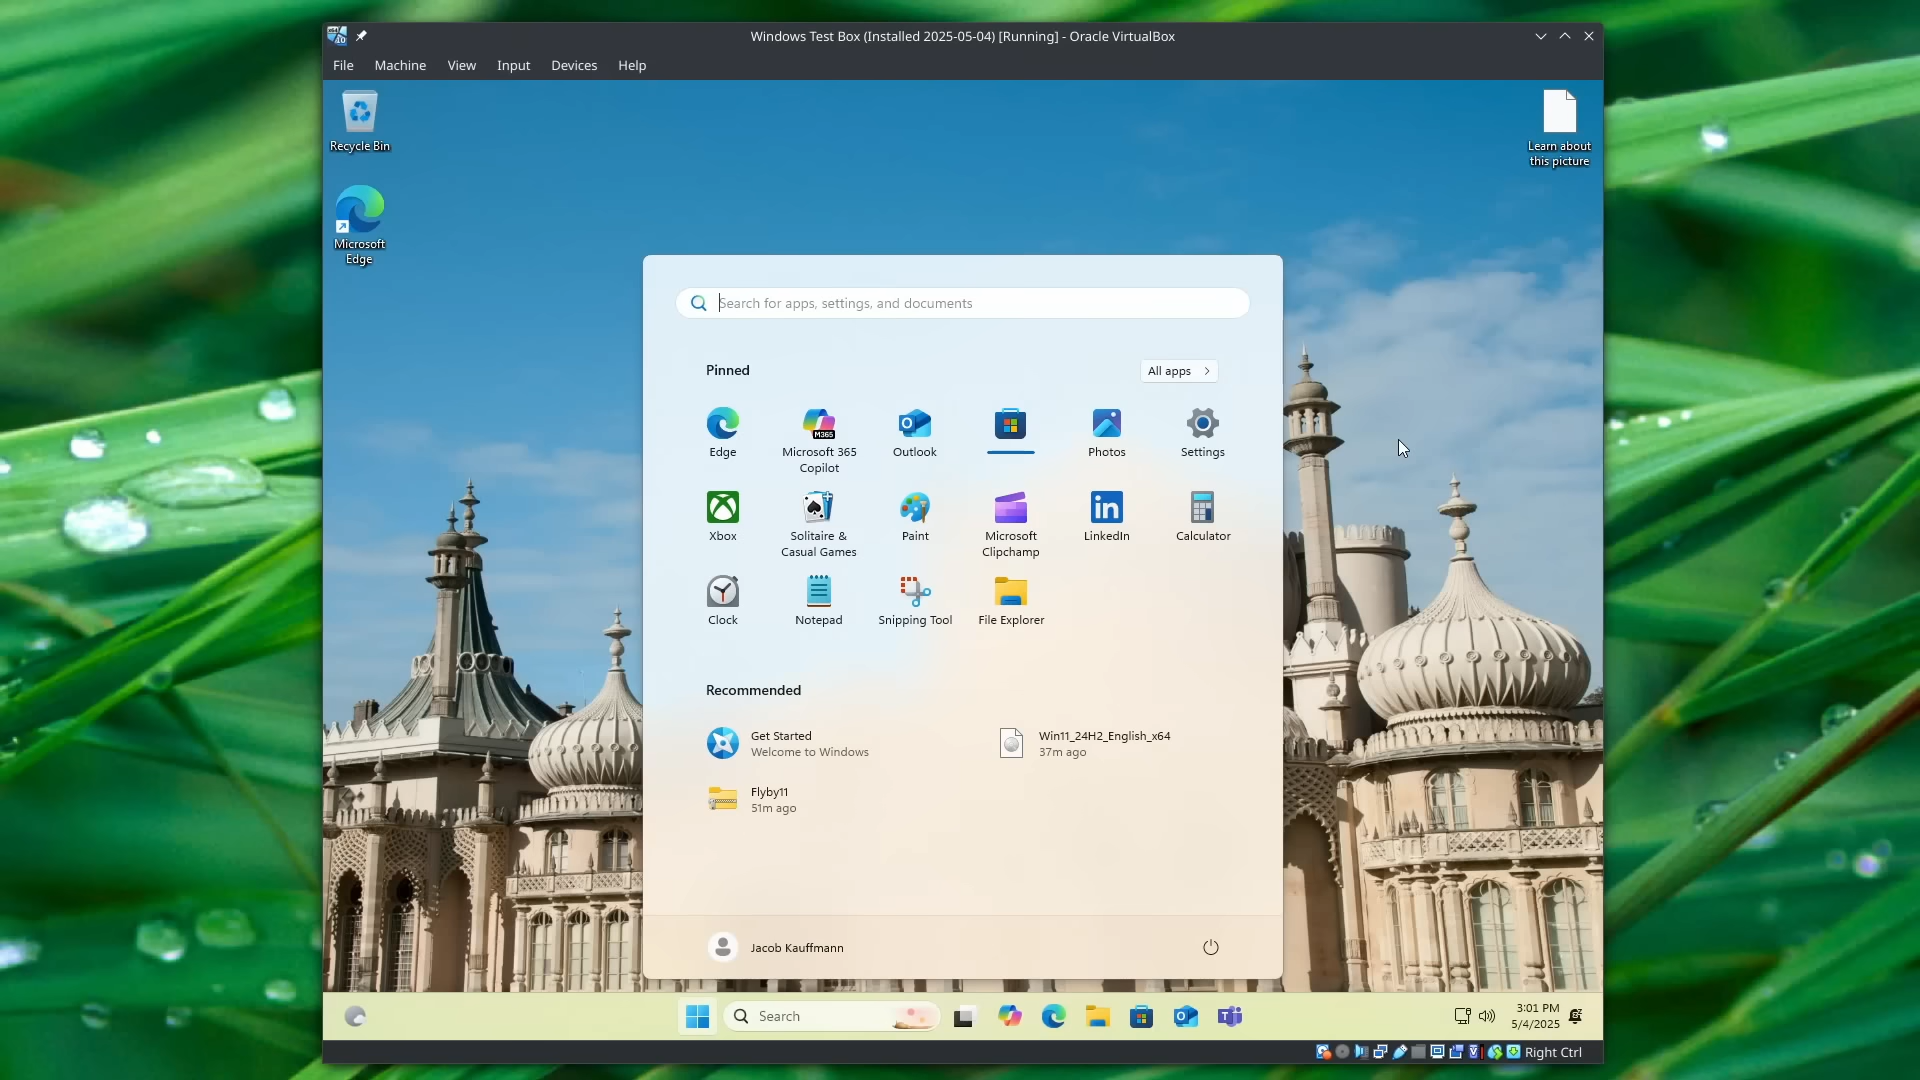 Windows Test Box (Installed 2025-05-04) [Running] - Oracle VirtualBox
File Machine View Input Devices Help
Recycle Bin
Learn about
this picture
Microsoft
Edge
Search for apps, settings, and documents
Pinned
All apps
Edge
Microsoft 365
Copilot
M365
Outlook
Photos
Settings
Xbox
Solitaire &
Casual Games
Paint
Microsoft
Clipchamp
LinkedIn
Calculator
Clock
Notepad
Snipping Tool
File Explorer
Recommended
Get Started
Welcome to Windows
Win11_24H2_English_x64
37m ago
Flyby11
51m ago
Jacob Kauffmann
Search
3:01 PM
5/4/2025
Right Ctrl